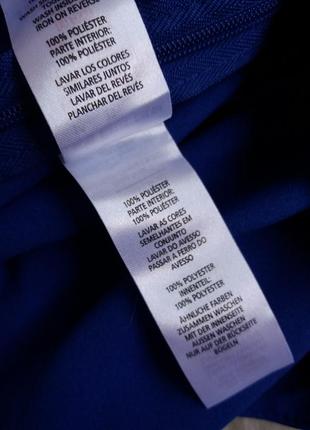 WASH INSIDE
IRON ON REVERSE
100% POLIÉSTER
PARTE INTERIOR:
100% POLIÉSTER
LAVAR LOS COLORES
SIMILARES JUNTOS
LAVAR DEL REVÉS
PLANCHAR DEL REVÉS
100% POLIÉSTER
PARTE INTERIOR:
100% POLIÉSTER
LAVAR AS CORES
SEMELHANTES EM
CONJUNTO
LAVAR DO AVESSO
PASSAR A FERRO DO
AVESSO
100% POLYESTER
INNENTEIL:
100% POLYESTER
ÄHNLICHE FARBEN
ZUSAMMEN WASCHEN
MIT DER INNENSEITE
AUSSEN WASCHEN
NUR AUF DER RÜCKSEITE
BÜGELN